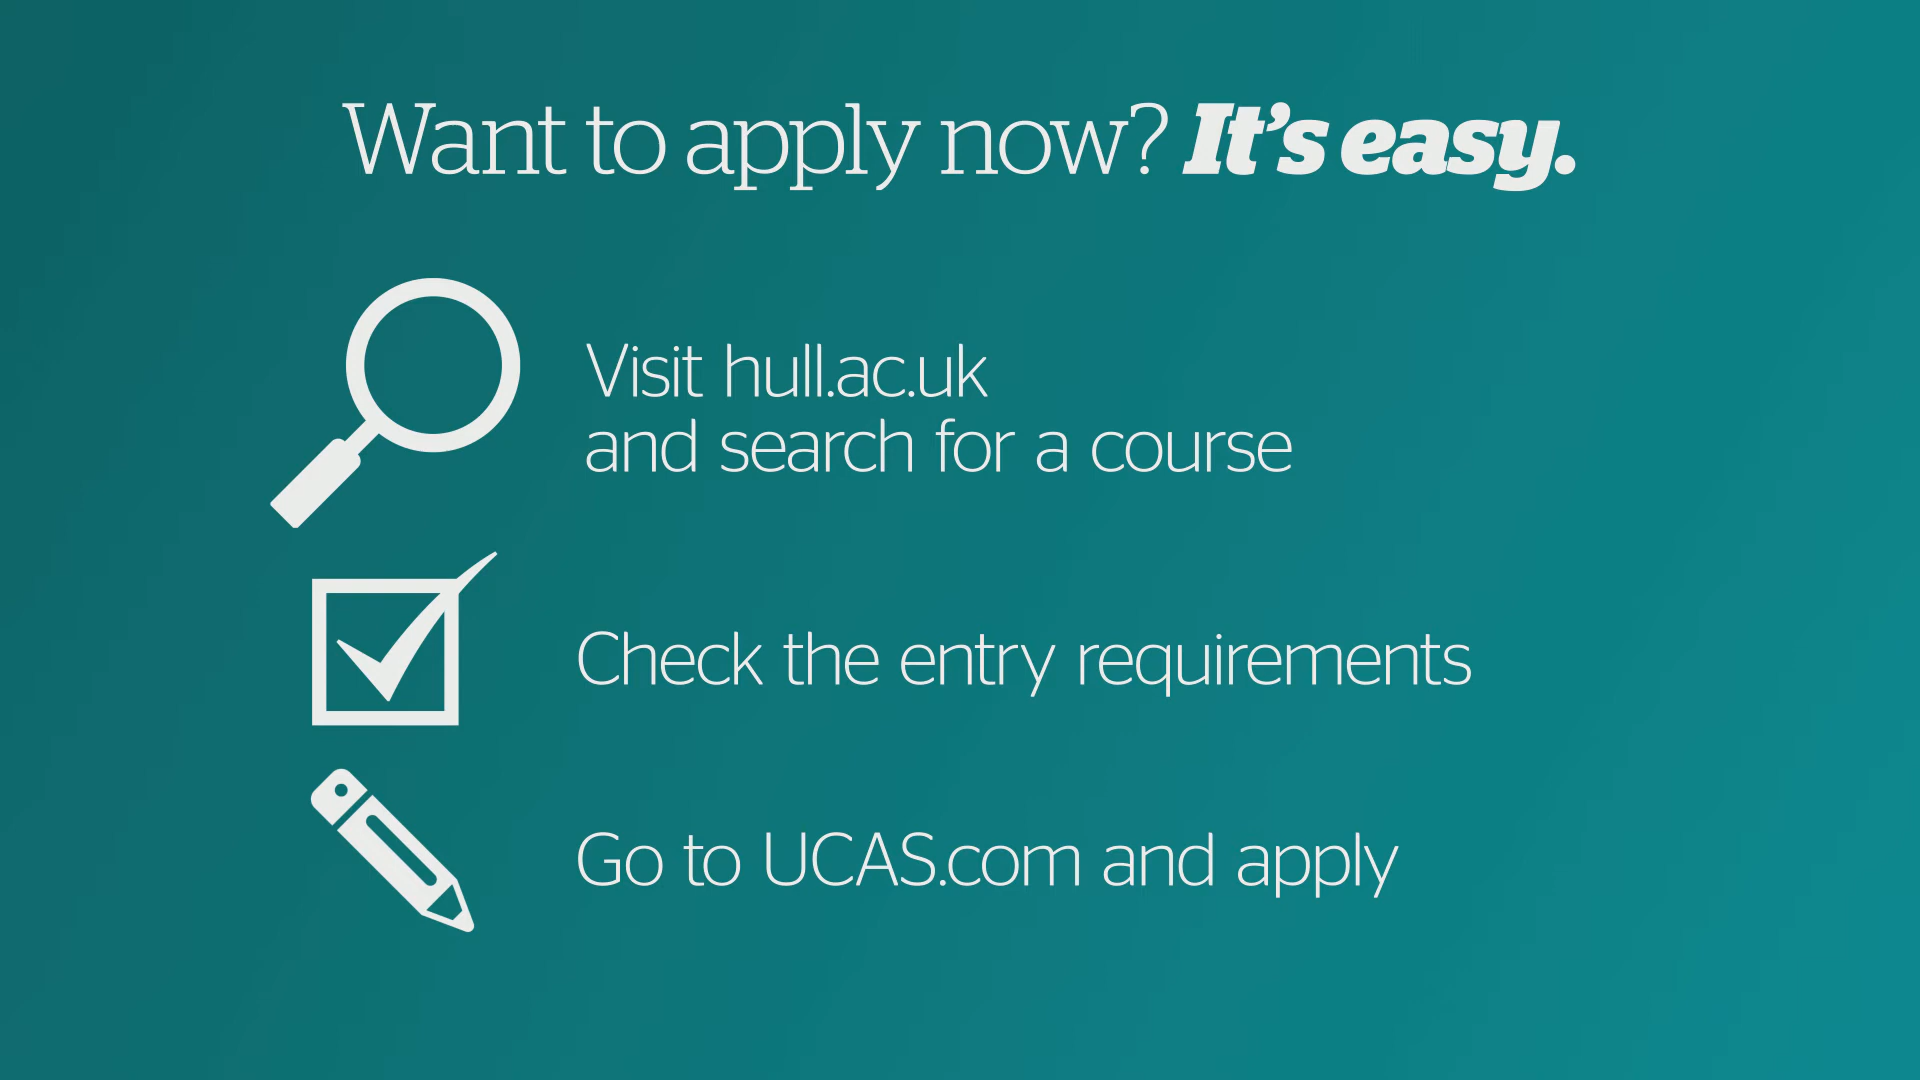 Want to apply now? It's easy.
Visit hull.ac.uk
and search for a course
Check the entry requirements
Go to UCAS.com and apply